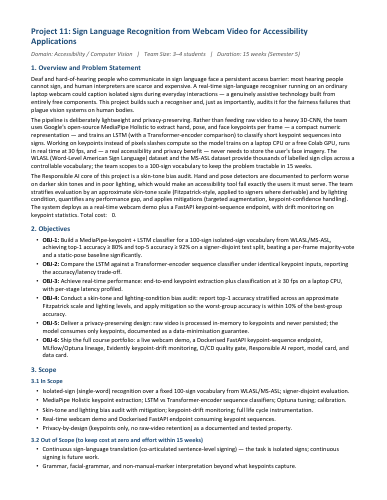 Project 11: Sign Language Recognition from Webcam Video for Accessibility
Applications
Domain: Accessibility / Computer Vision | Team Size: 3–4 students | Duration: 15 weeks (Semester 5)
1. Overview and Problem Statement
Deaf and hard-of-hearing people who communicate in sign language face a persistent access barrier: most hearing people
cannot sign, and human interpreters are scarce and expensive. A real-time sign-language recogniser running on an ordinary
laptop webcam could caption isolated signs during everyday interactions — a genuinely assistive technology built from
entirely free components. This project builds such a recogniser and, just as importantly, audits it for the fairness failures that
plague vision systems on human bodies.
The pipeline is deliberately lightweight and privacy-preserving. Rather than feeding raw video to a heavy 3D-CNN, the team
uses Google's open-source MediaPipe Holistic to extract hand, pose, and face keypoints per frame — a compact numeric
representation — and trains LSTM (with a Transformer-encoder comparison) to classify short keypoint sequences into
signs. Working on keypoints instead of pixels dramatically shrinks the model so it trains on a laptop CPU or free Colab GPU, runs
in real time at 30 fps, and — a real accessibility and privacy benefit — never needs to store the user's face imagery. The
WLASL (Word-Level American Sign Language) dataset and the MS-ASL dataset provide thousands of labelled sign clips across a
controllable vocabulary; the team scopes to a 100-sign vocabulary to keep the problem tractable in 15 weeks.
The Responsible AI core of this project is a skin-tone bias audit. Hand and pose detectors are documented to perform worse
on darker skin tones and in poor lighting, which would make an accessibility tool fail exactly the users it must serve. The team
stratifies evaluation by an approximate skin-tone scale (Fitzpatrick-style, applied to signers where derivable) and by lighting
condition, quantifies any performance gap, and applies mitigations (targeted augmentation, keypoint-confidence handling).
The system deploys as a real-time webcam demo plus a FastAPI keypoint-sequence endpoint, with drift monitoring on
keypoint statistics. Total cost: 0.
2. Objectives
• OBJ-1: Build a MediaPipe-keypoint + LSTM classifier for a 100-sign isolated-sign vocabulary from WLASL/MS-ASL,
achieving top-1 accuracy ≥ 80% and top-5 accuracy ≥ 92% on a signer-disjoint test split, beating a per-frame majority-vote
and a static-pose baseline significantly.
• OBJ-2: Compare the LSTM against a Transformer-encoder sequence classifier under identical keypoint inputs, reporting
the accuracy/latency trade-off.
• OBJ-3: Achieve real-time performance: end-to-end keypoint extraction plus classification at ≥ 30 fps on a laptop CPU,
with per-stage latency profiled.
• OBJ-4: Conduct a skin-tone and lighting-condition bias audit: report top-1 accuracy stratified across an approximate
Fitzpatrick scale and lighting levels, and apply mitigation so the worst-group accuracy is within 10% of the best-group
accuracy.
• OBJ-5: Deliver a privacy-preserving design: raw video is processed in-memory to keypoints and never persisted; the
model consumes only keypoints, documented as a data-minimisation guarantee.
• OBJ-6: Ship the full course portfolio: a live webcam demo, a Dockerised FastAPI keypoint-sequence endpoint,
MLflow/Optuna lineage, Evidently keypoint-drift monitoring, CI/CD quality gate, Responsible AI report, model card, and
data card.
3. Scope
3.1 In Scope
• Isolated-sign (single-word) recognition over a fixed 100-sign vocabulary from WLASL/MS-ASL; signer-disjoint evaluation.
• MediaPipe Holistic keypoint extraction; LSTM vs Transformer-encoder classifiers; Optuna tuning; calibration.
• Skin-tone and lighting bias audit with mitigation; keypoint-drift monitoring; full life cycle instrumentation.
• Real-time webcam demo and Dockerised FastAPI endpoint consuming keypoint sequences.
• Privacy-by-design (keypoints only, no raw-video retention) as a documented and tested property.
3.2 Out of Scope (to keep cost at zero and effort within 15 weeks)
• Continuous sign-language translation (co-articulated sentence-level signing) — the task is isolated signs; continuous
signing is future work.
• Grammar, facial-grammar, and non-manual-marker interpretation beyond what keypoints capture.